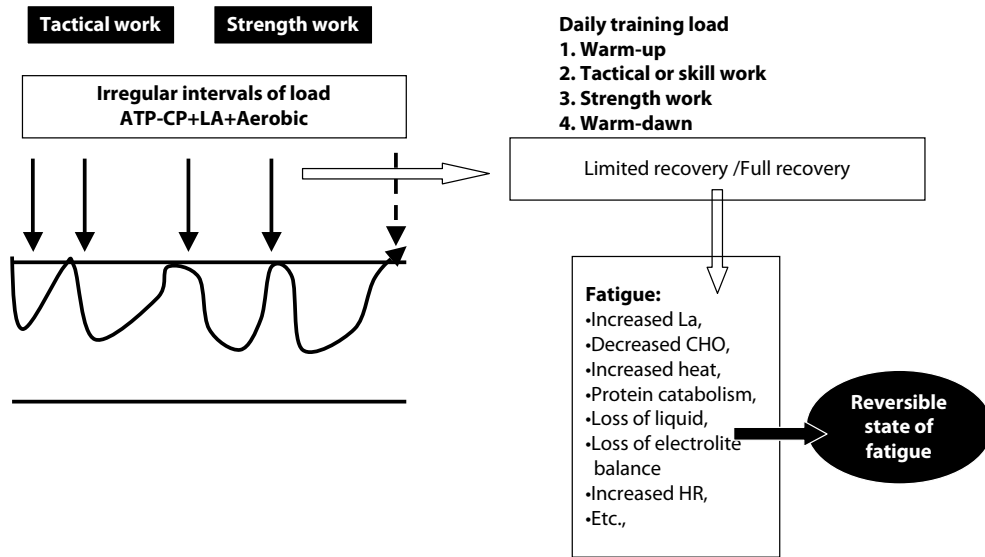 Tactical work
Strength work
Irregular intervals of load
ATP-CP+LA+Aerobic
Daily training load
1. Warm-up
2. Tactical or skill work
3. Strength work
4. Warm-dawn
Limited recovery /Full recovery
Fatigue:
•Increased La,
•Decreased CHO,
•Increased heat,
•Protein catabolism,
•Loss of liquid,
•Loss of electrolite
balance
•Increased HR,
•Etc.,
Reversible
state of
fatigue